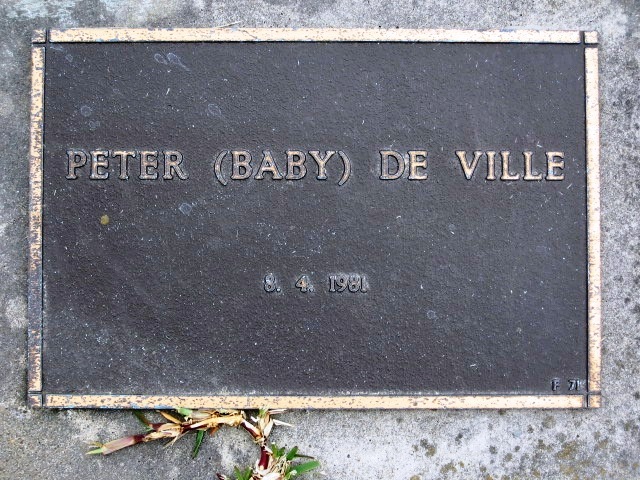 PETER (BABY) DE VILLE
8. 4. 1981
F 71